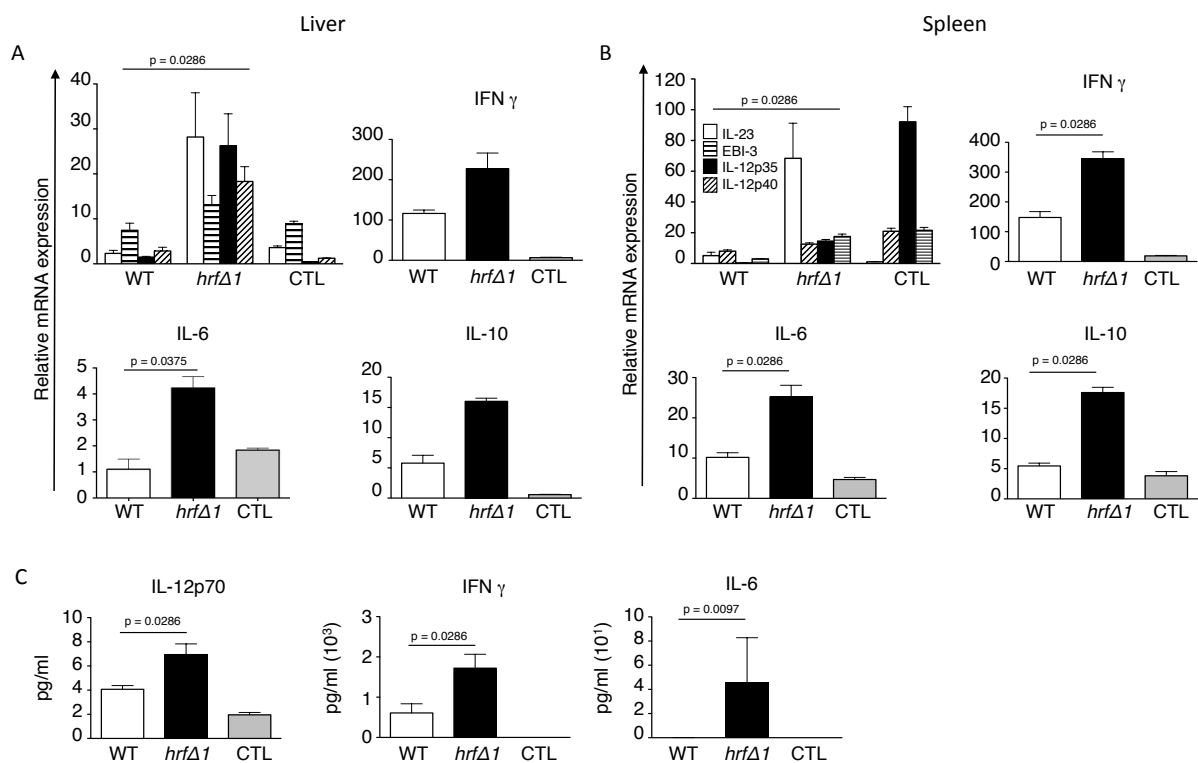 Liver
Spleen
A
Relative mRNA expression
40
30
20
10
0
p = 0.0286
WT hrfΔ1 CTL
IFN γ
300
200
100
0
WT hrfΔ1 CTL
IL-6
5
4
3
2
1
0
p = 0.0375
WT hrfΔ1 CTL
IL-10
15
10
5
0
WT hrfΔ1 CTL
B
Relative mRNA expression
120
100
80
60
40
20
0
p = 0.0286
IL-23
EBI-3
IL-12p35
IL-12p40
WT hrfΔ1 CTL
IFN γ
400
300
200
100
0
p = 0.0286
WT hrfΔ1 CTL
IL-6
30
20
10
0
p = 0.0286
WT hrfΔ1 CTL
IL-10
20
15
10
5
0
p = 0.0286
WT hrfΔ1 CTL
C
IL-12p70
pg/ml
10
8
6
4
2
0
p = 0.0286
WT hrfΔ1 CTL
IFN γ
pg/ml (10³)
3
2
1
0
p = 0.0286
WT hrfΔ1 CTL
IL-6
pg/ml (10¹)
10
8
6
4
2
0
p = 0.0097
WT hrfΔ1 CTL